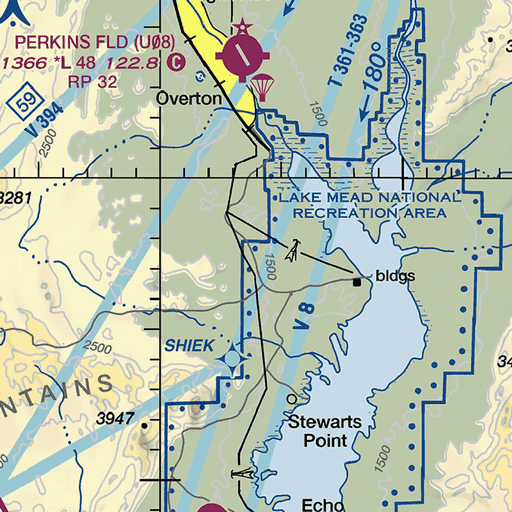 PERKINS FLD (U08)
1366 *L 48 122.8 C
RP 32
Overton
T 361-363
180°
59
V 394
2500
1500
3281
LAKE MEAD NATIONAL
RECREATION AREA
1500
bldgs
V 8
SHIEK
2500
NTAINS
3947
Stewarts
Point
1500
Echo